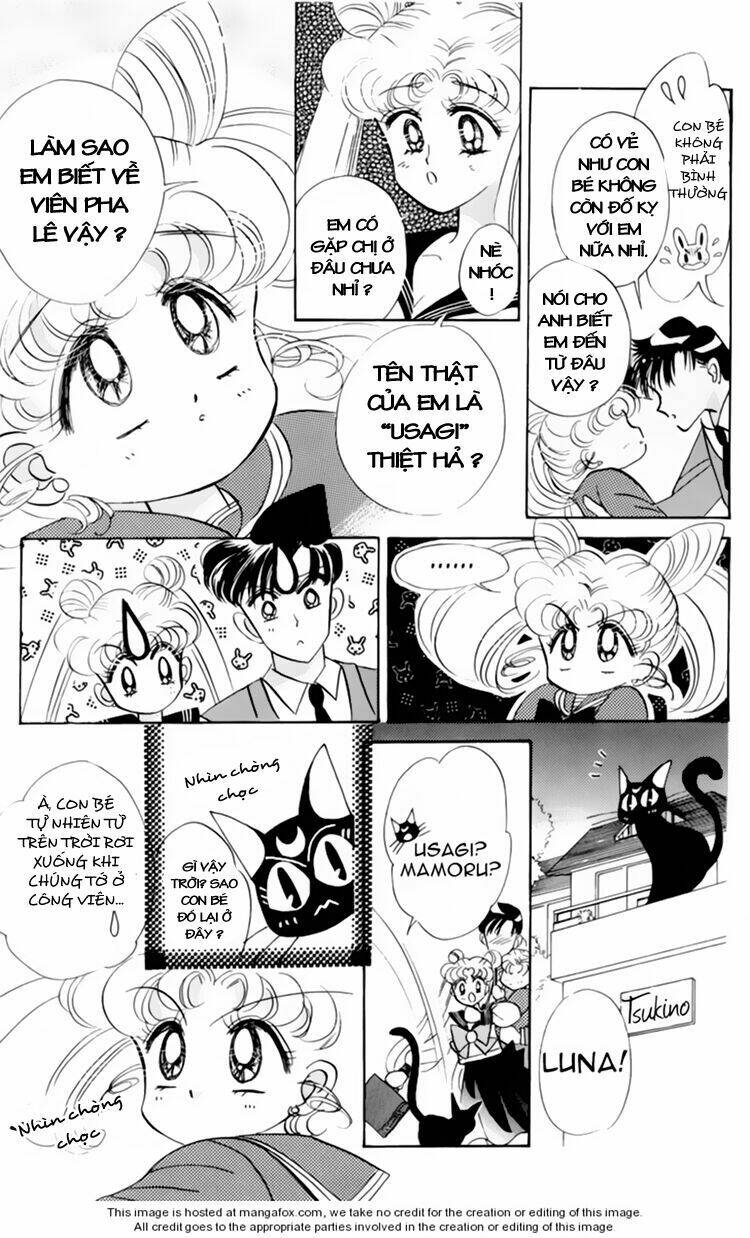 CON BÉ
KHÔNG
PHẢI
BÌNH
THƯỜNG
CÓ VẺ
NHƯ CON
BÉ KHÔNG
CÒN ĐỐ KỴ
VỚI EM
NỮA NHỈ.
NÓI CHO
ANH BIẾT
EM ĐẾN
TỪ ĐÂU
VẬY ?
NÈ
NHÓC
!
EM CÓ
GẶP CHỊ Ở
ĐÂU CHƯA
NHỈ ?
LÀM SAO
EM BIẾT VỀ
VIÊN PHA
LÊ VẬY ?
TÊN THẬT
CỦA EM LÀ
“USAGI”
THIỆT HẢ ?
......
LUNA!
Tsukino
USAGI?
MAMORU?
Nhìn chòng
chọc
GÌ VẬY
TRỜI? SAO
CON BÉ
ĐÓ LẠI Ở
ĐÂY ?
À, CON BÉ
TỰ NHIÊN TỪ
TRÊN TRỜI RƠI
XUỐNG KHI
CHÚNG TỚ Ở
CÔNG VIÊN...
Nhìn chòng
chọc
This image is hosted at mangafox.com, we take no credit for the creation or editing of this image.
All credit goes to the appropriate parties involved in the creation or editing of this image